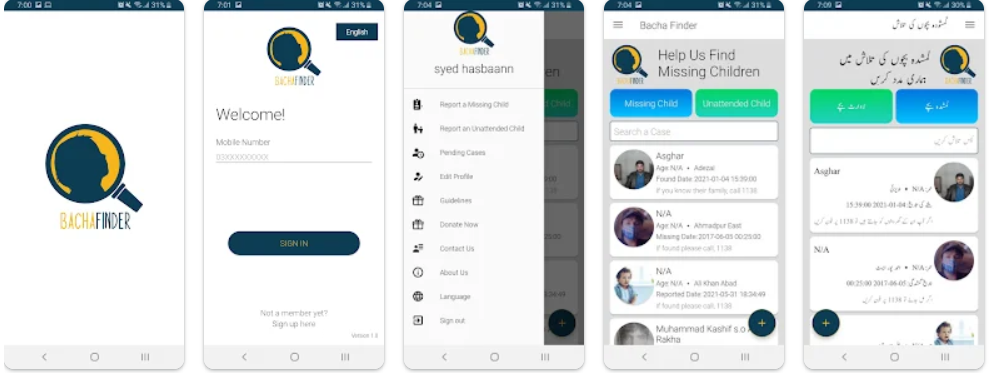 7:00
31%
BACHAFINDER
7:01
31%
English
BACHAFINDER
Welcome!
Mobile Number
03XXXXXXXXX
SIGN IN
Not a member yet?
Sign up here
Version 1.8
7:04
31%
BACHAFINDER
syed hasbaann
Report a Missing Child
Report an Unattended Child
Pending Cases
Edit Profile
Guidelines
Donate Now
Contact Us
About Us
Language
Sign out
7:04
31%
Bacha Finder
BACHAFINDER
Help Us Find
Missing Children
Missing Child
Unattended Child
Search a Case
Asghar
Age: N/A • Adezai
Found Date: 2021-01-04 15:39:00
If you know their family, call 1138
N/A
Age: N/A • Ahmadpur East
Missing Date: 2017-06-05 00:25:00
If found please call, 1138
N/A
Age: N/A • Ali Khan Abad
Reported Date: 2021-05-31 18:34:49
If found please call, 1138
Muhammad Kashif s.o
Rakha
7:09
31%
گمشدہ بچوں کی تلاش
BACHAFINDER
گمشدہ بچوں کی تلاش میں
ہماری مدد کریں
گمشدہ بچے
لاوارث بچے
کیس تلاش کریں
Asghar
عمر: N/A
2021-01-04 15:39:00
N/A
عمر: N/A
2017-06-05 00:25:00